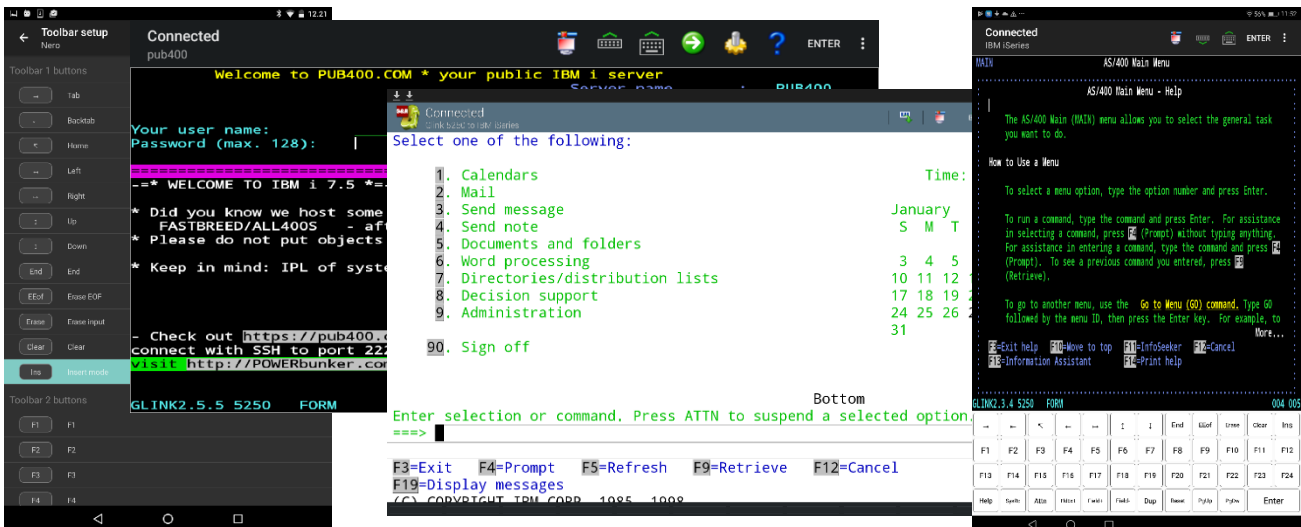 12.21
Toolbar setup
Nero
Toolbar 1 buttons
Tab
Backtab
Home
Left
Right
Up
Down
End End
EEof Erase EOF
Erase Erase input
Clear Clear
Ins Insert mode
Toolbar 2 buttons
F1 F1
F2 F2
F3 F3
F4 F4
Connected
pub400
ENTER
Welcome to PUB400.COM * your public IBM i server
Server name : PUB400
Your user name:
Password (max. 128):
==============================
-=* WELCOME TO IBM i 7.5 *=-
* Did you know we host some
FASTBREED/ALL400S - aft
* Please do not put objects
* Keep in mind: IPL of syste
- Check out https://pub400.c
connect with SSH to port 222
visit http://POWERbunker.com
GLINK2.5.5 5250 FORM
Connected
Glink 5250 to IBM iSeries
Select one of the following:
1. Calendars Time:
2. Mail
3. Send message January
4. Send note S M T
5. Documents and folders
6. Word processing 3 4 5
7. Directories/distribution lists 10 11 12
8. Decision support 17 18 19
9. Administration 24 25 26
31
90. Sign off
Bottom
Enter selection or command. Press ATTN to suspend a selected option.
===>
F3=Exit F4=Prompt F5=Refresh F9=Retrieve F12=Cancel
F19=Display messages
(C) COPYRIGHT IBM CORP. 1985, 1998
56% 11:52
Connected
IBM iSeries
ENTER
MAIN AS/400 Main Menu
AS/400 Main Menu - Help
The AS/400 Main (MAIN) menu allows you to select the general task
you want to do.
How to Use a Menu
To select a menu option, type the option number and press Enter.
To run a command, type the command and press Enter. For assistance
in selecting a command, press F4 (Prompt) without typing anything.
For assistance in entering a command, type the command and press F4
(Prompt). To see a previous command you entered, press F9
(Retrieve).
To go to another menu, use the Go to Menu (GO) command. Type GO
followed by the menu ID, then press the Enter key. For example, to
More...
F3=Exit help F10=Move to top F11=InfoSeeker F12=Cancel
F13=Information Assistant F14=Print help
GLINK2.3.4 5250 FORM 004 005
End EEof Erase Clear Ins
F1 F2 F3 F4 F5 F6 F7 F8 F9 F10 F11 F12
F13 F14 F15 F16 F17 F18 F19 F20 F21 F22 F23 F24
Help SysRq Attn Field+ Field- Dup Reset PgUp PgDn Enter